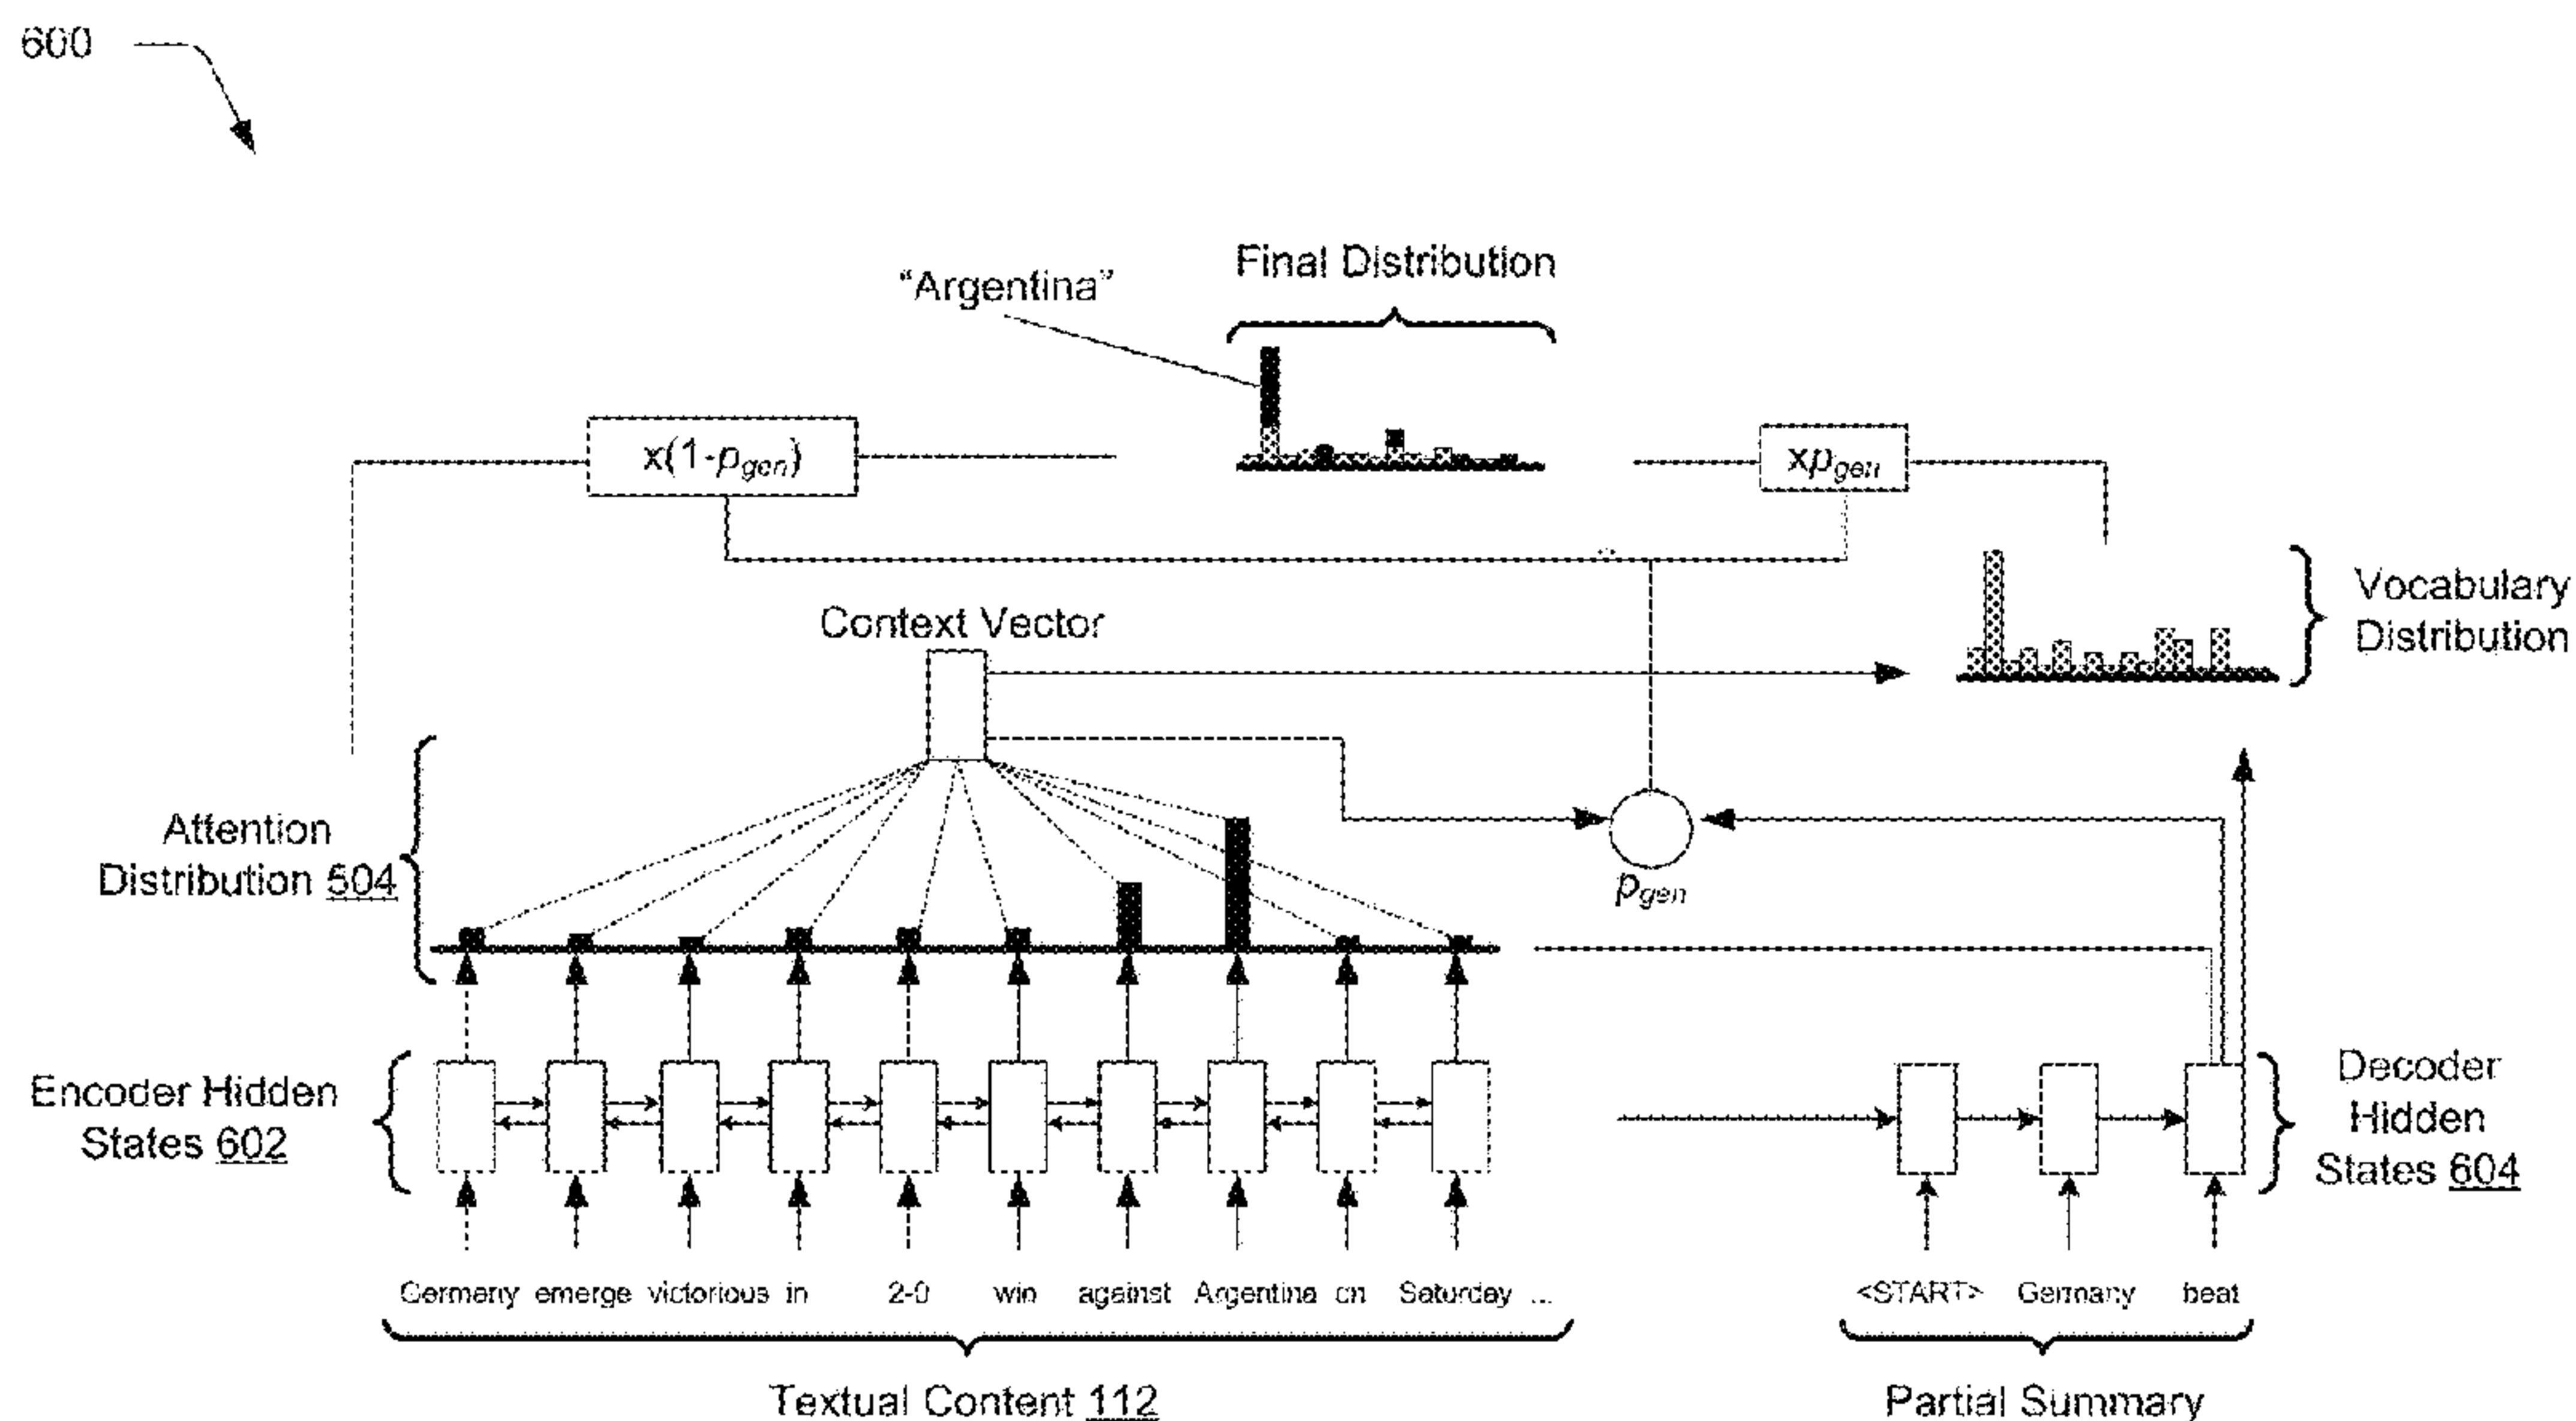 600
Final Distribution
“Argentina”
x(1-pgen)
xpgen
Vocabulary
Distribution
Context Vector
Attention
Distribution 504
pgen
Encoder Hidden
States 602
Decoder
Hidden
States 604
Germany emerge victorious in 2-0 win against Argentina on Saturday ...
<START> Germany beat
Textual Content 112
Partial Summary